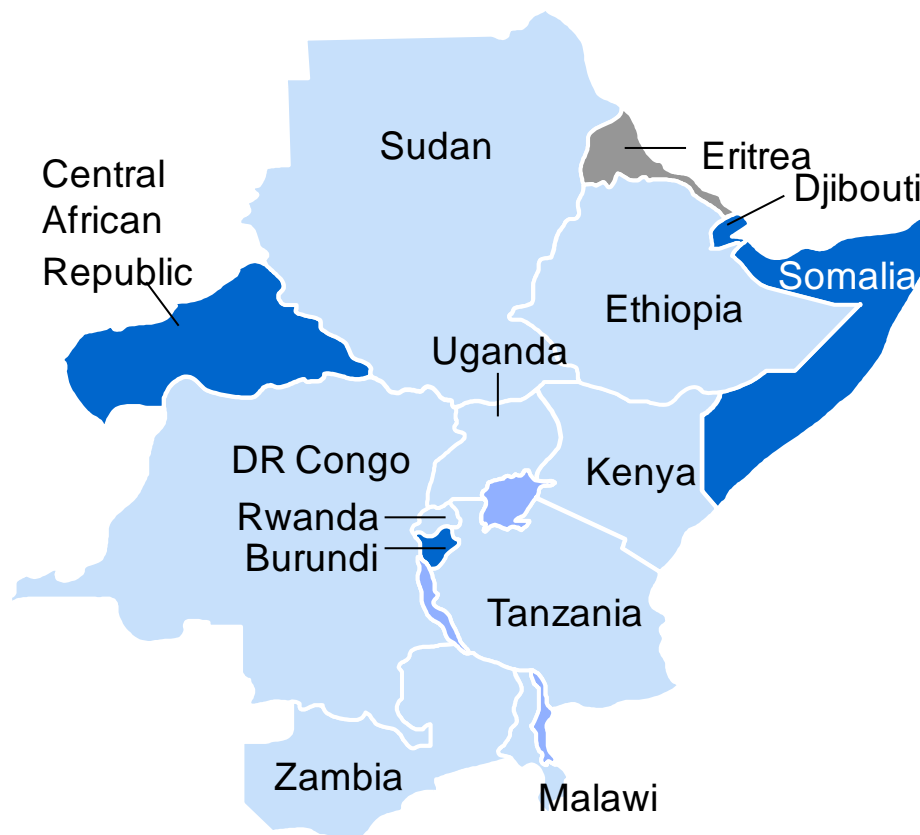 Sudan
Eritrea
Central
African
Republic
Djibouti
Somalia
Ethiopia
Uganda
DR Congo
Kenya
Rwanda
Burundi
Tanzania
Zambia
Malawi